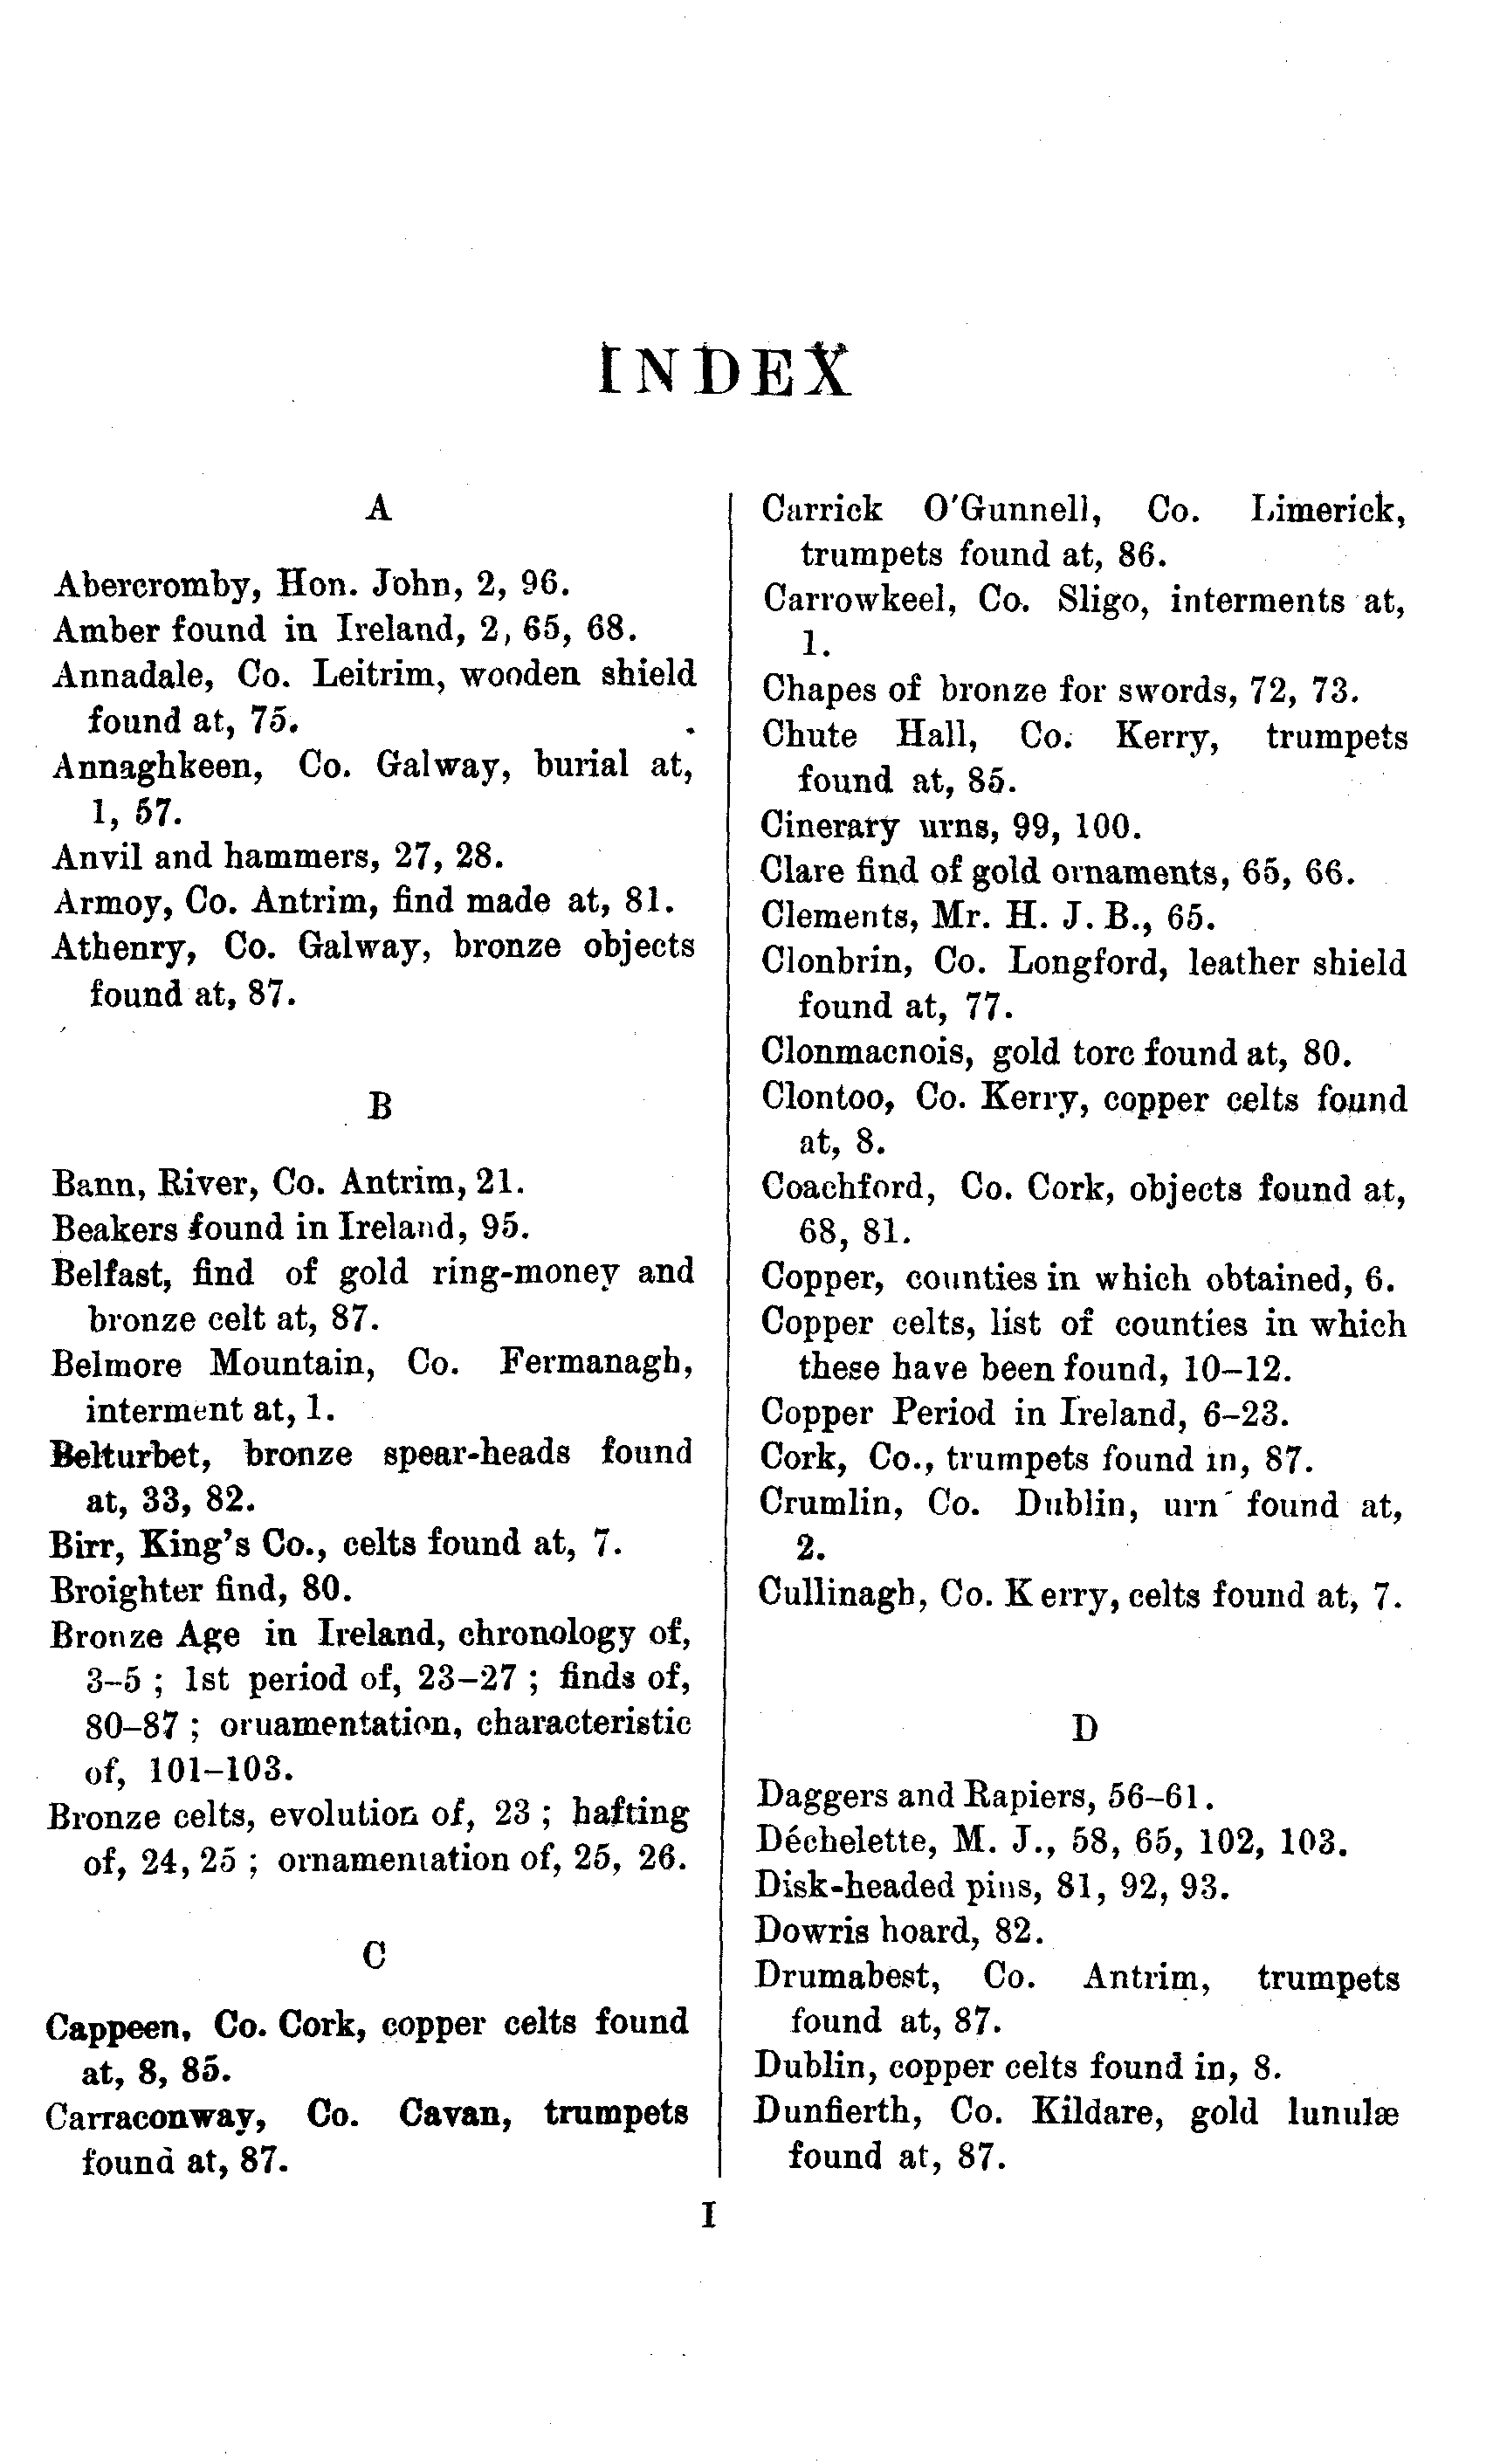 INDEX
A
Abercromby, Hon. John, 2, 96.
Amber found in Ireland, 2, 65, 68.
Annadale, Co. Leitrim, wooden shield
found at, 75.
Annaghkeen, Co. Galway, burial at,
1, 57.
Anvil and hammers, 27, 28.
Armoy, Co. Antrim, find made at, 81.
Athenry, Co. Galway, bronze objects
found at, 87.
B
Bann, River, Co. Antrim, 21.
Beakers found in Ireland, 95.
Belfast, find of gold ring-money and
bronze celt at, 87.
Belmore Mountain, Co. Fermanagh,
interment at, 1.
Belturbet, bronze spear-heads found
at, 33, 82.
Birr, King's Co., celts found at, 7.
Broighter find, 80.
Bronze Age in Ireland, chronology of,
3–5 ; 1st period of, 23–27 ; finds of,
80–87 ; oruamentation, characteristic
of, 101–103.
Bronze celts, evolution of, 23 ; hafting
of, 24, 25 ; ornamentation of, 25, 26.
C
Cappeen, Co. Cork, copper celts found
at, 8, 85.
Carraconway, Co. Cavan, trumpets
found at, 87.
Carrick O'Gunnell, Co. Limerick,
trumpets found at, 86.
Carrowkeel, Co. Sligo, interments at,
1.
Chapes of bronze for swords, 72, 73.
Chute Hall, Co. Kerry, trumpets
found at, 85.
Cinerary urns, 99, 100.
Clare find of gold ornaments, 65, 66.
Clements, Mr. H. J. B., 65.
Clonbrin, Co. Longford, leather shield
found at, 77.
Clonmacnois, gold torc found at, 80.
Clontoo, Co. Kerry, copper celts found
at, 8.
Coachford, Co. Cork, objects found at,
68, 81.
Copper, counties in which obtained, 6.
Copper celts, list of counties in which
these have been found, 10–12.
Copper Period in Ireland, 6–23.
Cork, Co., trumpets found in, 87.
Crumlin, Co. Dublin, urn found at,
2.
Cullinagh, Co. Kerry, celts found at, 7.
D
Daggers and Rapiers, 56–61.
Déchelette, M. J., 58, 65, 102, 103.
Disk-headed pins, 81, 92, 93.
Dowris hoard, 82.
Drumabest, Co. Antrim, trumpets
found at, 87.
Dublin, copper celts found in, 8.
Dunfierth, Co. Kildare, gold lunulæ
found at, 87.
I